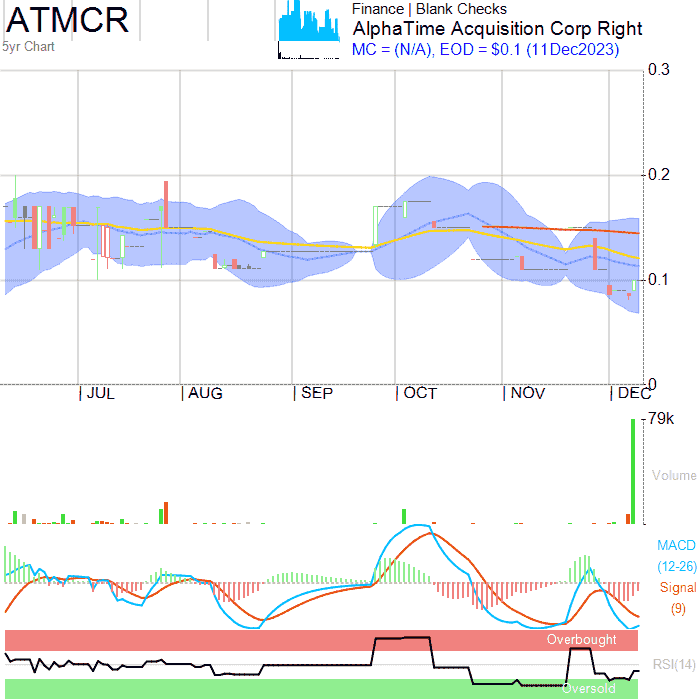 ATMCR
5yr Chart
Finance | Blank Checks
AlphaTime Acquisition Corp Right
MC = (N/A), EOD = $0.1 (11Dec2023)
0.3
0.2
0.1
0
JUL
AUG
SEP
OCT
NOV
DEC
79k
Volume
MACD
(12-26)
Signal
(9)
Overbought
RSI(14)
Oversold